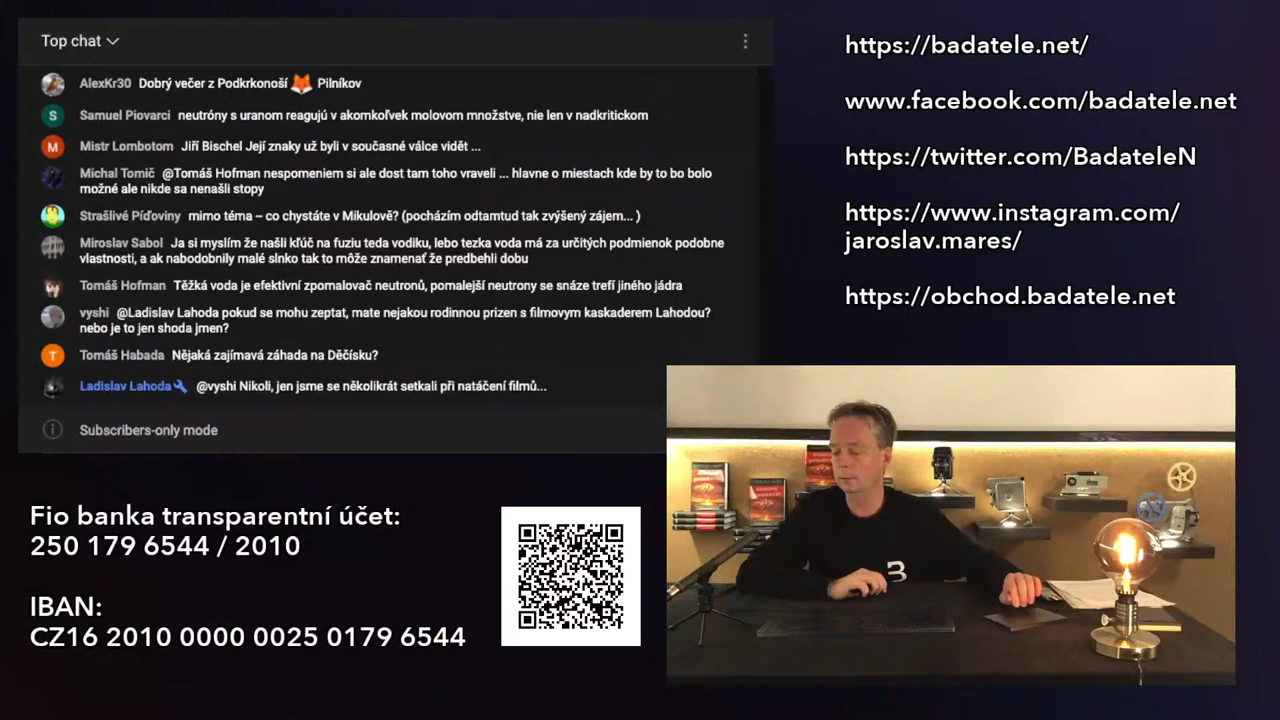 Top chat
AlexKr30 Dobrý večer z Podkrkonoší 🦊 Pilníkov
S Samuel Piovarci neutróny s uranom reagujú v akomkoľvek molovom množstve, nie len v nadkritickom
M Mistr Lombotom Jiří Bischel Její znaky už byli v současné válce vidět ...
Michal Tomič @Tomáš Hofman nespomeniem si ale dost tam toho vraveli ... hlavne o miestach kde by to bo bolo
možné ale nikde sa nenašli stopy
Strašlivé Píďoviny mimo téma – co chystáte v Mikulově? (pocházím odtamtud tak zvýšený zájem... )
Miroslav Sabol Ja si myslím že našli kľúč na fuziu teda vodiku, lebo tezka voda má za určitých podmienok podobne
vlastnosti, a ak nabodobnily malé slnko tak to môže znamenať že predbehli dobu
Tomáš Hofman Těžká voda je efektivní zpomalovač neutronů, pomalejší neutrony se snáze trefí jiného jádra
vyshi @Ladislav Lahoda pokud se mohu zeptat, mate nejakou rodinnou prizen s filmovym kaskaderem Lahodou?
nebo je to jen shoda jmen?
T Tomáš Habada Nějaká zajímavá záhada na Děčísku?
Ladislav Lahoda @vyshi Nikoli, jen jsme se několikrát setkali při natáčení filmů...
Subscribers-only mode
https://badatele.net/
www.facebook.com/badatele.net
https://twitter.com/BadateleN
https://www.instagram.com/
jaroslav.mares/
https://obchod.badatele.net
Fio banka transparentní účet:
250 179 6544 / 2010
IBAN:
CZ16 2010 0000 0025 0179 6544